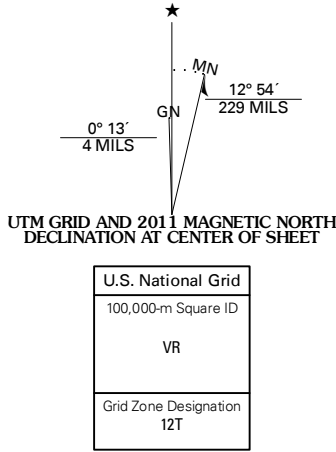 ★
MN
GN
12° 54´
229 MILS
0° 13´
4 MILS
UTM GRID AND 2011 MAGNETIC NORTH
DECLINATION AT CENTER OF SHEET
U.S. National Grid
100,000-m Square ID
VR
Grid Zone Designation
12T